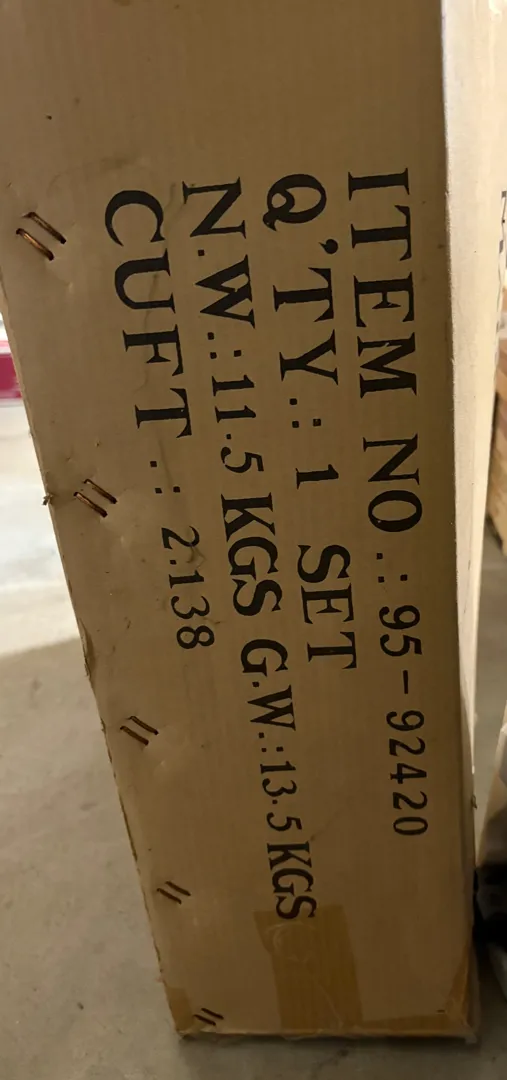 ITEM NO.: 95-92420
Q'TY.: 1 SET
N.W.: 11.5 KGS G.W.: 13.5 KGS
CUFT.: 2.138